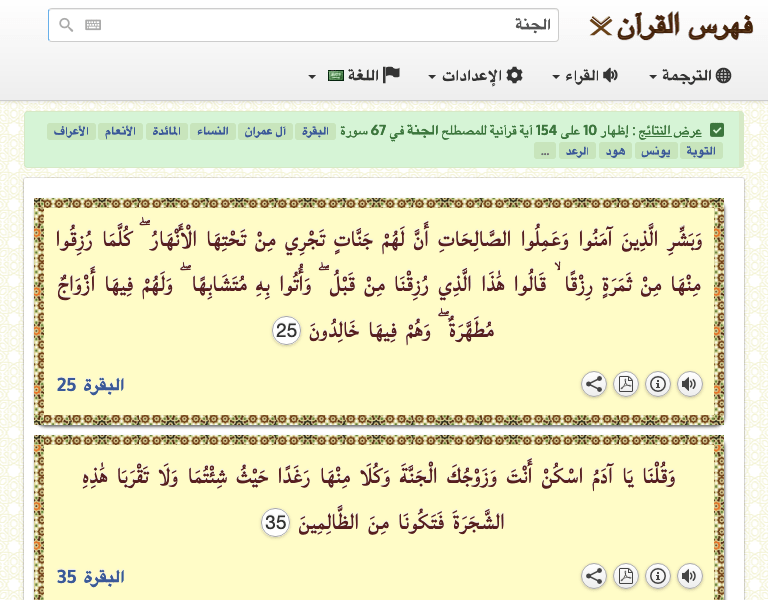 فهرس القرآن
الجنة
الترجمة القراء الإعدادات اللغة
عرض النتائج : إظهار 10 على 154 آية قرآنية للمصطلح الجنة في 67 سورة البقرة آل عمران النساء المائدة الأنعام الأعراف
التوبة يونس هود الرعد ...
وَبَشِّرِ الَّذِينَ آمَنُوا وَعَمِلُوا الصَّالِحَاتِ أَنَّ لَهُمْ جَنَّاتٍ تَجْرِي مِنْ تَحْتِهَا الْأَنْهَارُ ۖ كُلَّمَا رُزِقُوا
مِنْهَا مِنْ ثَمَرَةٍ رِزْقًا ۙ قَالُوا هَٰذَا الَّذِي رُزِقْنَا مِنْ قَبْلُ ۖ وَأُتُوا بِهِ مُتَشَابِهًا ۖ وَلَهُمْ فِيهَا أَزْوَاجٌ
مُطَهَّرَةٌ ۖ وَهُمْ فِيهَا خَالِدُونَ 25
البقرة 25
وَقُلْنَا يَا آدَمُ اسْكُنْ أَنْتَ وَزَوْجُكَ الْجَنَّةَ وَكُلَا مِنْهَا رَغَدًا حَيْثُ شِئْتُمَا وَلَا تَقْرَبَا هَٰذِهِ
الشَّجَرَةَ فَتَكُونَا مِنَ الظَّالِمِينَ 35
البقرة 35